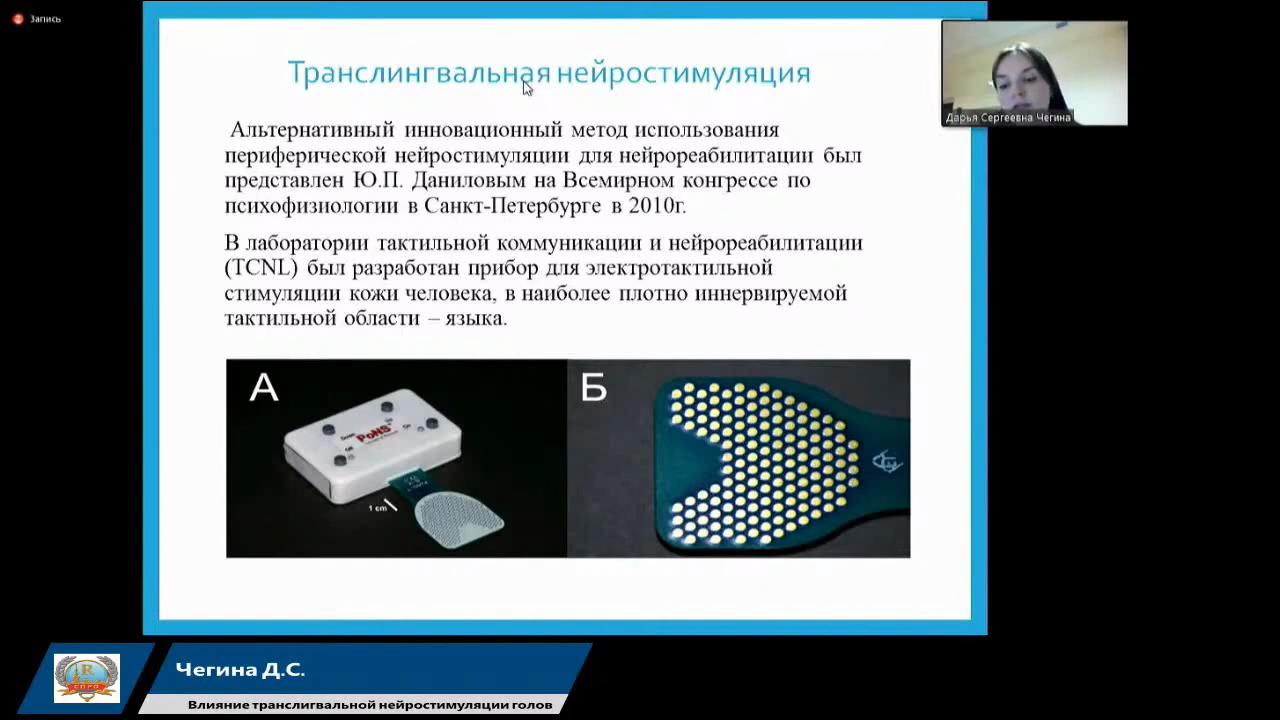 Запись
Транслингвальная нейростимуляция
Альтернативный инновационный метод использования
периферической нейростимуляции для нейрореабилитации был
представлен Ю.П. Даниловым на Всемирном конгрессе по
психофизиологии в Санкт-Петербурге в 2010г.
В лаборатории тактильной коммуникации и нейрореабилитации
(TCNL) был разработан прибор для электротактильной
стимуляции кожи человека, в наиболее плотно иннервируемой
тактильной области – языка.
А
Б
PoNS
1 cm
Дарья Сергеевна Чегина
Чегина Д.С.
Влияние транслигвальной нейростимуляции голов